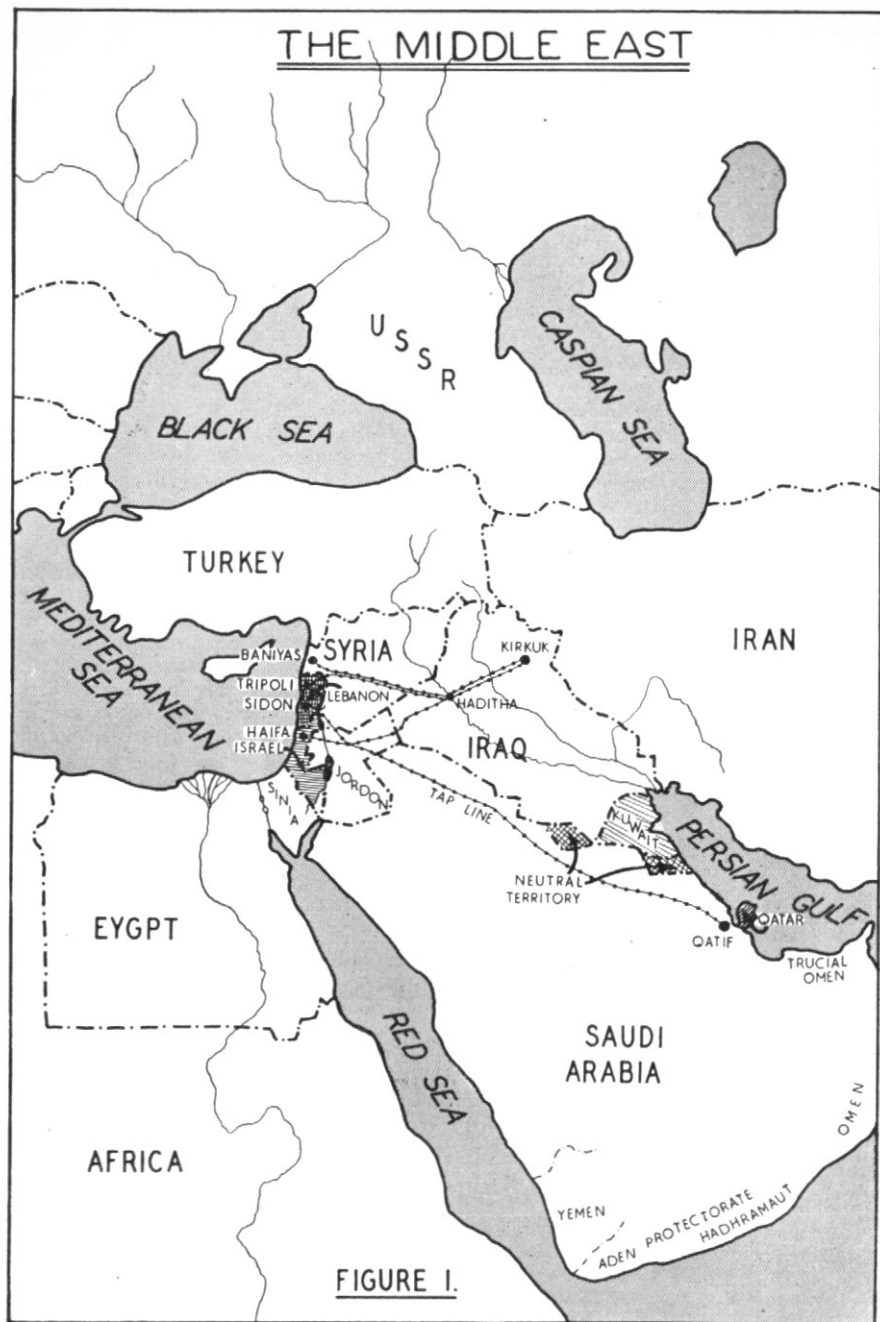 THE MIDDLE EAST
USSR
CASPIAN SEA
BLACK SEA
TURKEY
MEDITERRANEAN
SEA
BANIYAS
SYRIA
KIRKUK
IRAN
TRIPOLI
LEBANON
SIDON
HADITHA
HAIFA
ISRAEL
IRAQ
JORDON
SINIA
TAP LINE
KUWAIT
PERSIAN GULF
NEUTRAL
TERRITORY
QATAR
QATIF
EYGPT
TRUCIAL
OMEN
RED SEA
SAUDI
ARABIA
OMEN
AFRICA
YEMEN
ADEN PROTECTORATE
HADHRAMAUT
FIGURE 1.